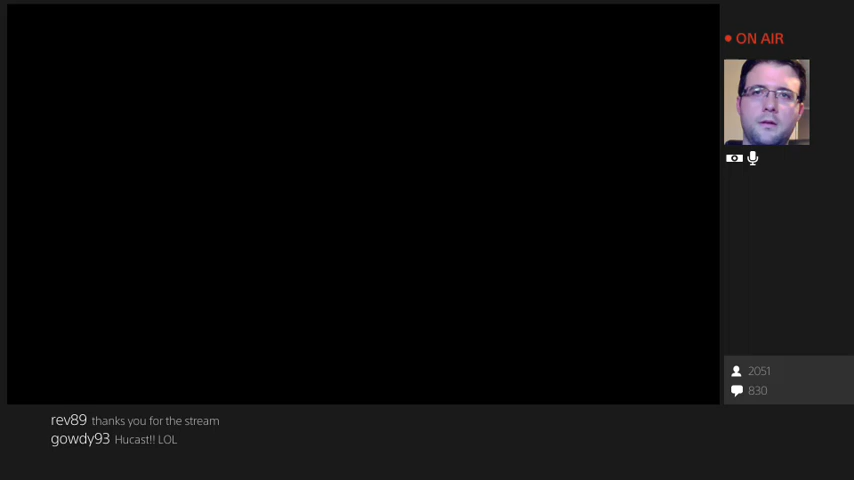 ON AIR
2051
830
rev89 thanks you for the stream
gowdy93 Hucast!! LOL